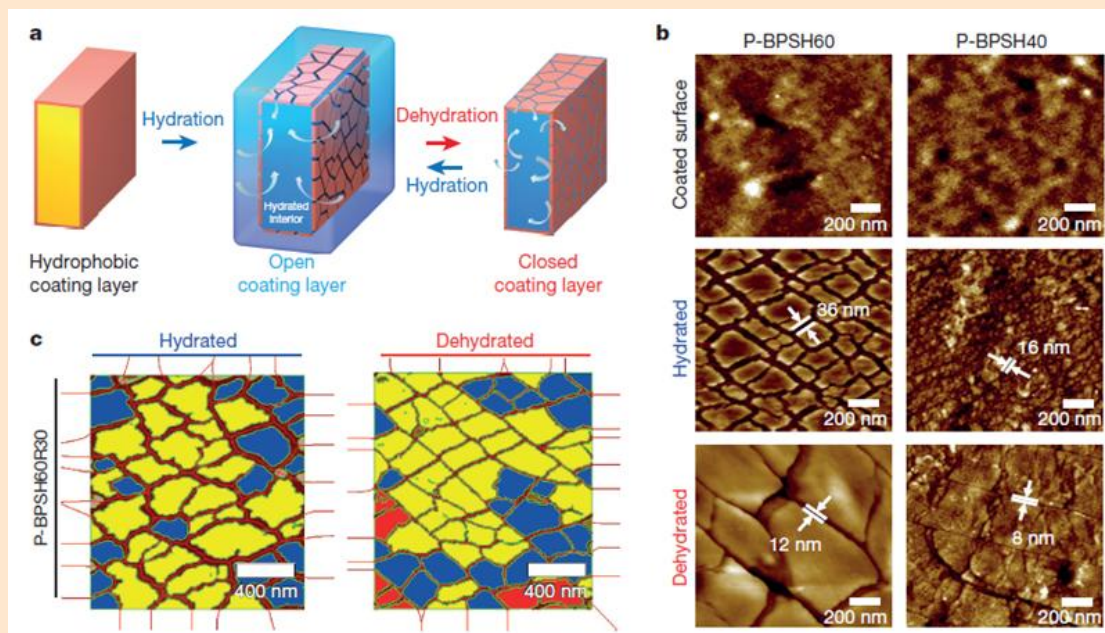 a
Hydration
Dehydration
Hydration
Hydrated
Interior
Hydrophobic
coating layer
Open
coating layer
Closed
coating layer
b
P-BPSH60
P-BPSH40
Coated surface
200 nm
200 nm
Hydrated
36 nm
200 nm
16 nm
200 nm
Dehydrated
12 nm
200 nm
8 nm
200 nm
c
Hydrated
Dehydrated
P-BPSH60R30
400 nm
400 nm